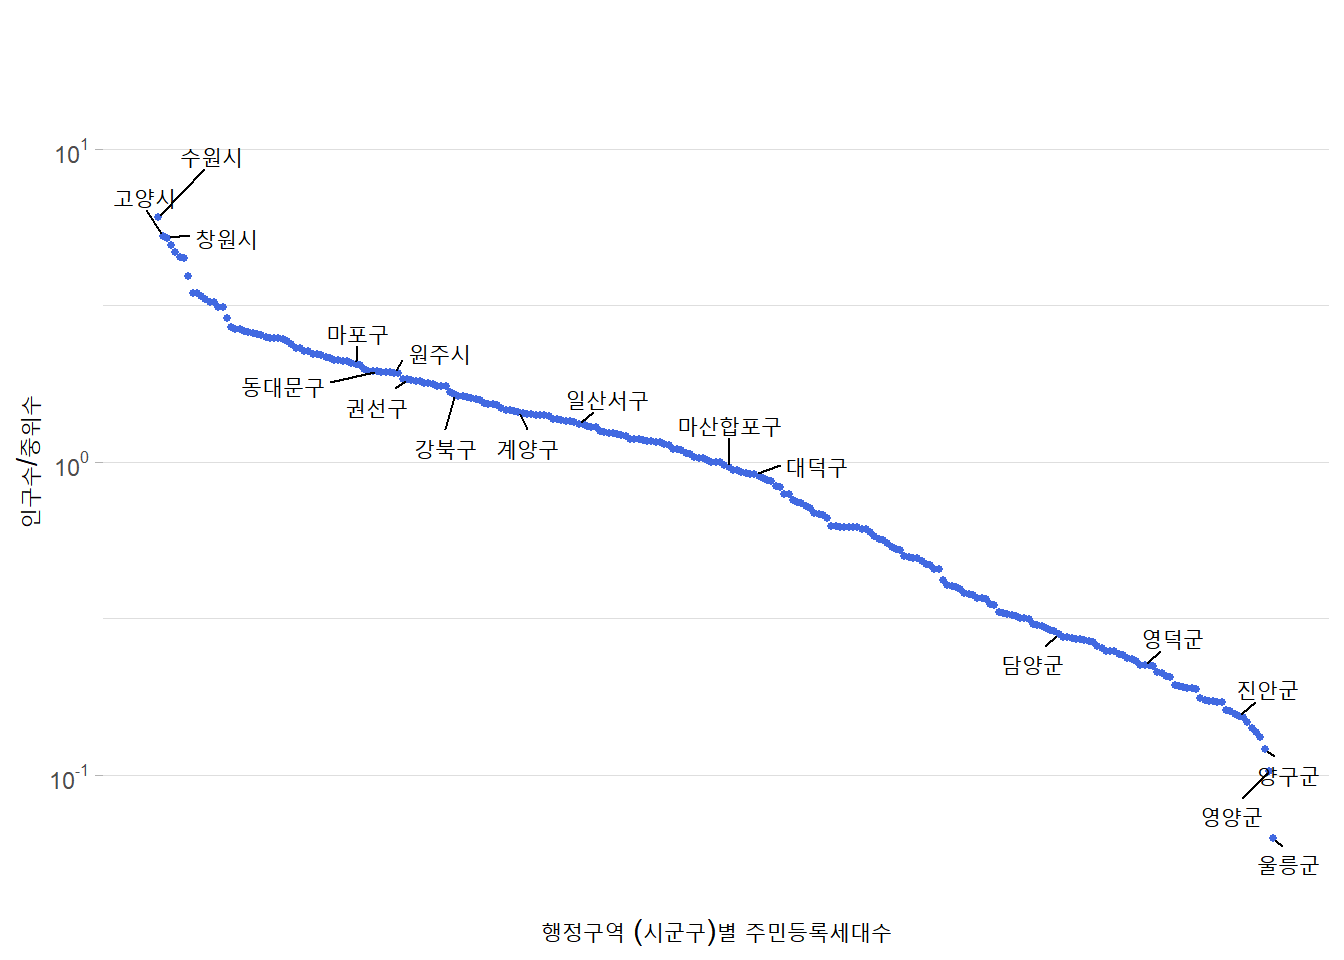 10¹
수원시
고양시
창원시
마포구
원주시
동대문구
권선구
일산서구
강북구
계양구
마산합포구
10⁰
대덕구
인구수/중위수
영덕군
담양군
진안군
10⁻¹
양구군
영양군
울릉군
행정구역 (시군구)별 주민등록세대수